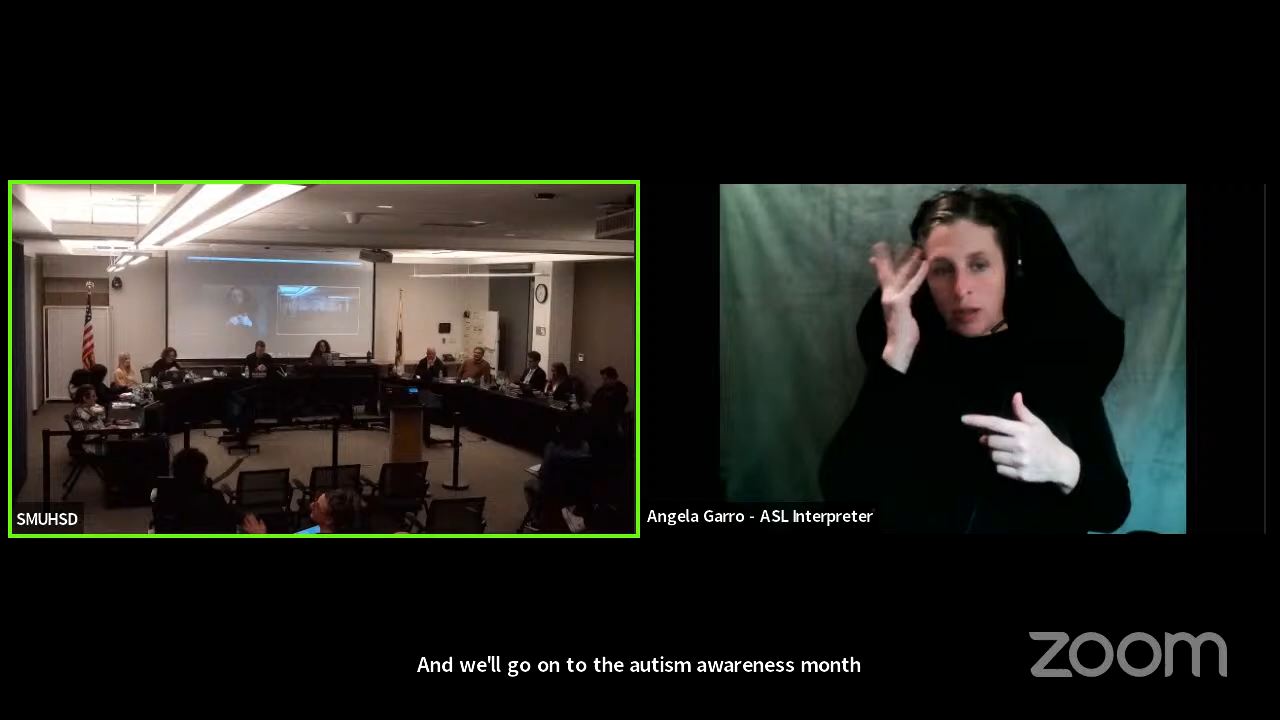 SMUHSD
Angela Garro - ASL Interpreter
And we'll go on to the autism awareness month
zoom